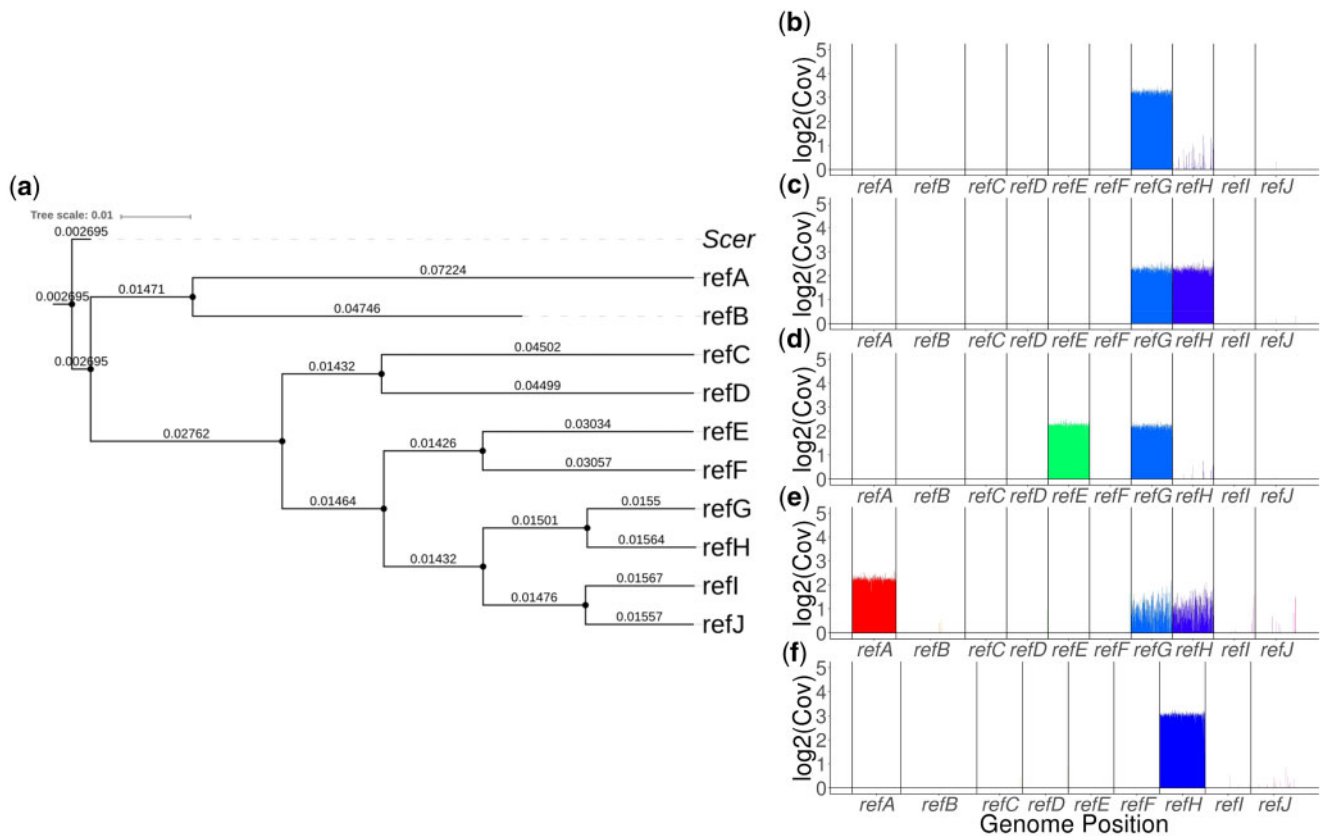 (a)
Tree scale: 0.01
0.002695
Scer
0.07224
refA
0.01471
0.002695
0.04746
refB
0.002695
0.04502
refC
0.01432
0.04499
refD
0.02762
0.03034
refE
0.01426
0.03057
refF
0.01464
0.0155
refG
0.01501
0.01564
refH
0.01432
0.01567
refI
0.01476
0.01557
refJ
(b)
log2(Cov)
5
4
3
2
1
0
refA refB refC refD refE refF refG refH refI refJ
(c)
log2(Cov)
5
4
3
2
1
0
refA refB refC refD refE refF refG refH refI refJ
(d)
log2(Cov)
5
4
3
2
1
0
refA refB refC refD refE refF refG refH refI refJ
(e)
log2(Cov)
5
4
3
2
1
0
refA refB refC refD refE refF refG refH refI refJ
(f)
log2(Cov)
5
4
3
2
1
0
refA refB refC refD refE refF refH refI refJ
Genome Position